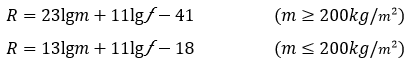 R = 23lgm + 11lgf − 41 (m ≥ 200kg/m²)
R = 13lgm + 11lgf − 18 (m ≤ 200kg/m²)